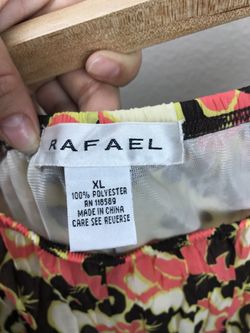 RAFAEL
XL
100% POLYESTER
RN 118589
MADE IN CHINA
CARE SEE REVERSE